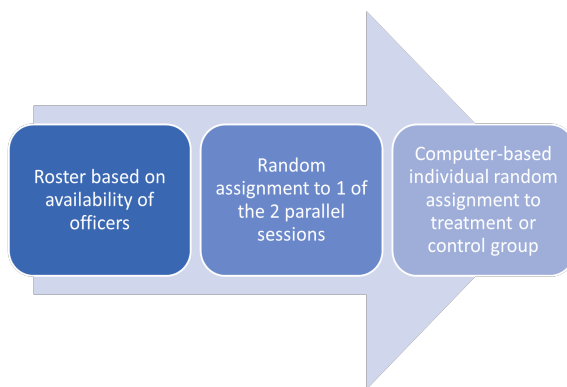 Roster based on
availability of
officers
Random
assignment to 1 of
the 2 parallel
sessions
Computer-based
individual random
assignment to
treatment or
control group